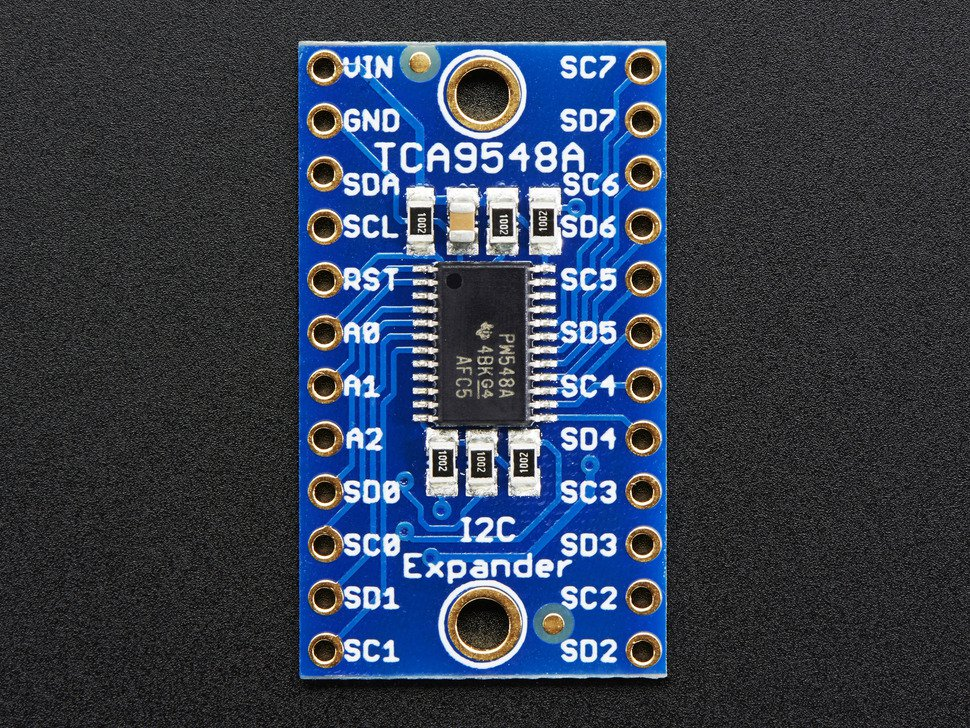 VIN
GND
SDA
SCL
RST
A0
A1
A2
SD0
SC0
SD1
SC1
TCA9548A
1002
1002
1002
PW548A
4BKG4
AFC5
1002
1002
1002
I2C
Expander
SC7
SD7
SC6
SD6
SC5
SD5
SC4
SD4
SC3
SD3
SC2
SD2